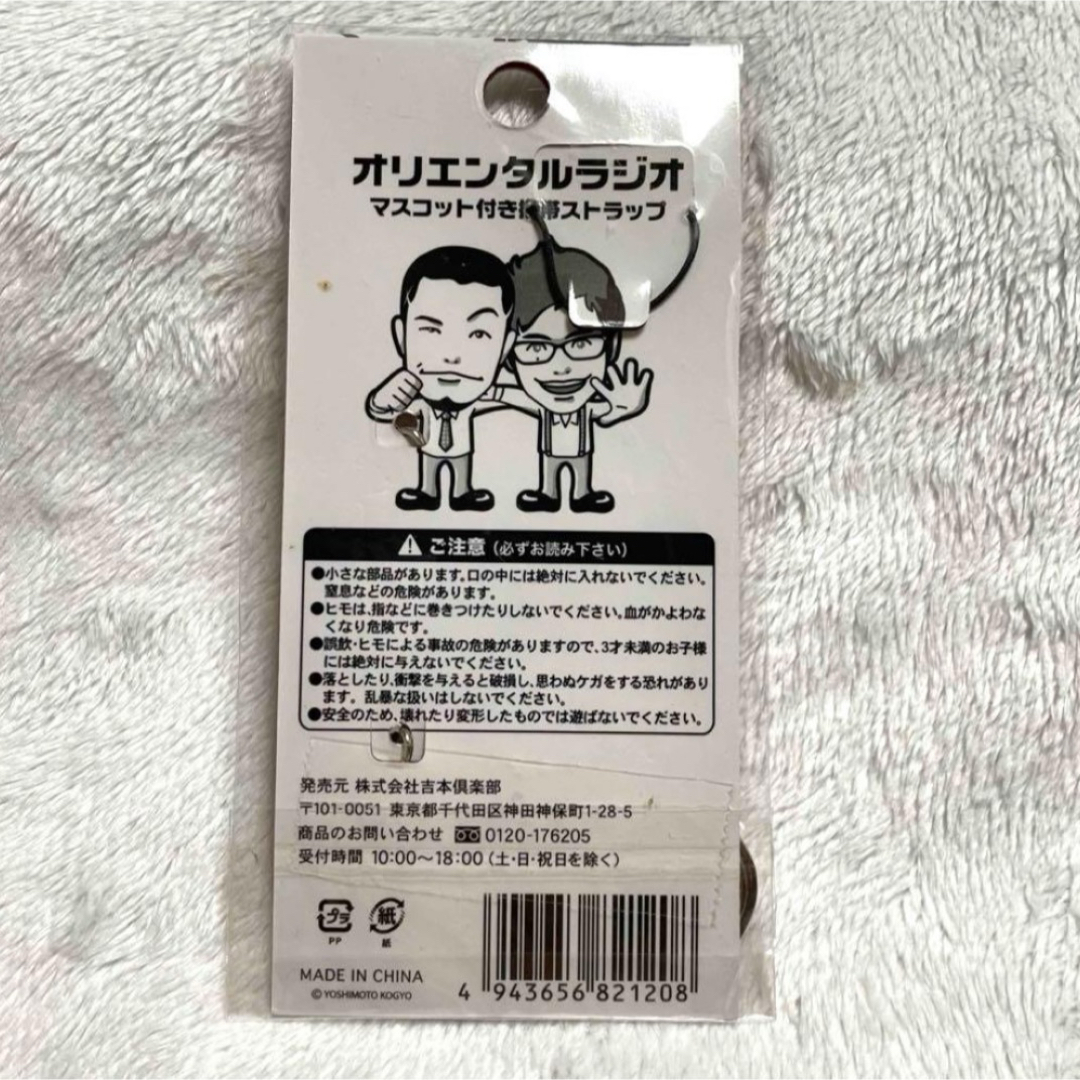 オリエンタルラジオ
マスコット付き携帯ストラップ
ご注意(必ずお読み下さい)
●小さな部品があります。口の中には絶対に入れないでください。
窒息などの危険があります。
●ヒモは、指などに巻きつけたりしないでください。血がかよわな
くなり危険です。
●誤飲・ヒモによる事故の危険がありますので、3才未満のお子様
には絶対に与えないでください。
●落としたり、衝撃を与えると破損し、思わぬケガをする恐れがあり
ます。乱暴な扱いはしないでください。
●安全のため、壊れたり変形したものでは遊ばないでください。
発売元 株式会社吉本倶楽部
〒101-0051 東京都千代田区神田神保町1-28-5
商品のお問い合わせ 0120-176205
受付時間 10:00〜18:00(土・日・祝日を除く)
プラ 紙
PP 紙
MADE IN CHINA
© YOSHIMOTO KOGYO
4 943656 821208